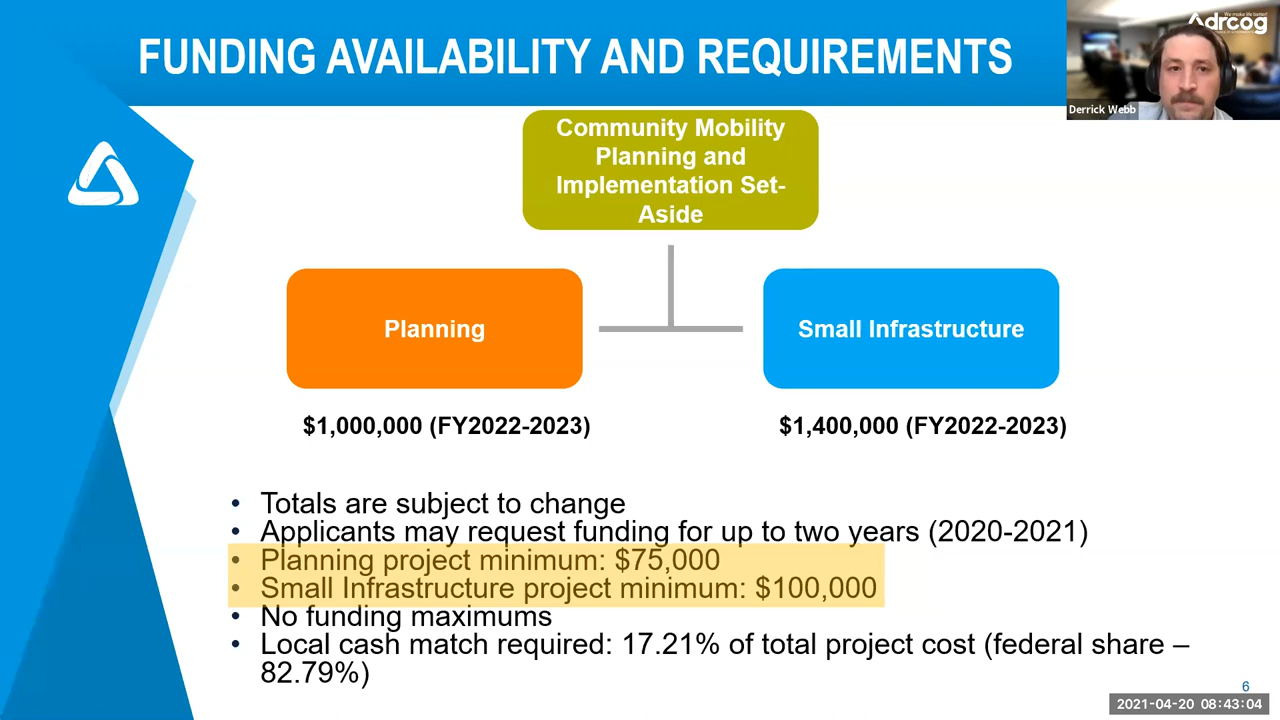 FUNDING AVAILABILITY AND REQUIREMENTS
drcog
Derrick Webb
Community Mobility
Planning and
Implementation Set-
Aside
Planning
Small Infrastructure
$1,000,000 (FY2022-2023)
$1,400,000 (FY2022-2023)
• Totals are subject to change
• Applicants may request funding for up to two years (2020-2021)
• Planning project minimum: $75,000
• Small Infrastructure project minimum: $100,000
• No funding maximums
• Local cash match required: 17.21% of total project cost (federal share –
82.79%)
6
2021-04-20 08:43:04